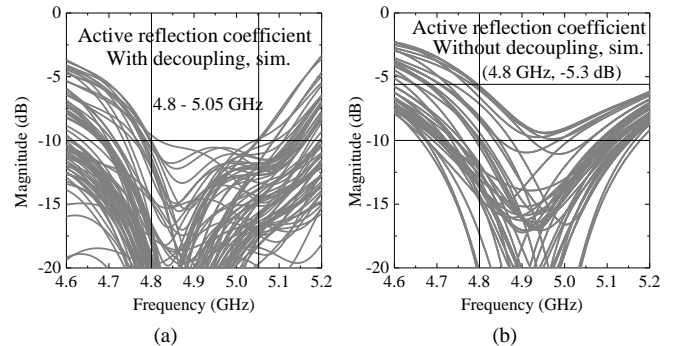 Active reflection coefficient
With decoupling, sim.
4.8 - 5.05 GHz
0
-5
-10
-15
-20
Magnitude (dB)
4.6 4.7 4.8 4.9 5.0 5.1 5.2
Frequency (GHz)
(a)
Active reflection coefficient
Without decoupling, sim.
(4.8 GHz, -5.3 dB)
0
-5
-10
-15
-20
Magnitude (dB)
4.6 4.7 4.8 4.9 5.0 5.1 5.2
Frequency (GHz)
(b)